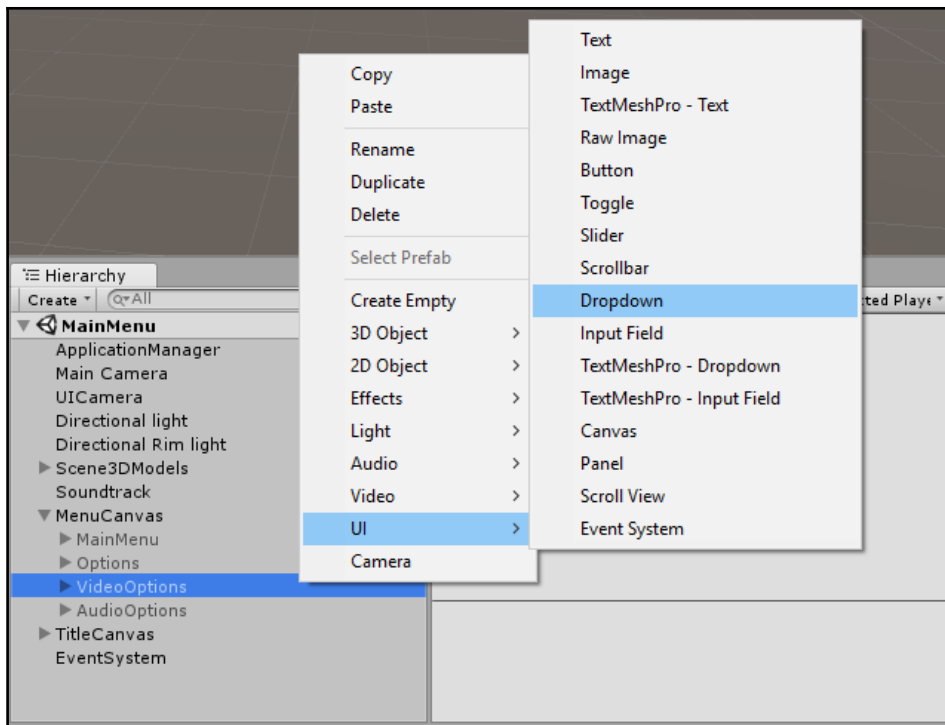 Text
Image
TextMeshPro - Text
Raw Image
Button
Toggle
Slider
Scrollbar
Dropdown
Input Field
TextMeshPro - Dropdown
TextMeshPro - Input Field
Canvas
Panel
Scroll View
Event System
Copy
Paste
Rename
Duplicate
Delete
Select Prefab
Create Empty
3D Object
2D Object
Effects
Light
Audio
Video
UI
Camera
Hierarchy
Create
All
MainMenu
ApplicationManager
Main Camera
UICamera
Directional light
Directional Rim light
Scene3DModels
Soundtrack
MenuCanvas
MainMenu
Options
VideoOptions
AudioOptions
TitleCanvas
EventSystem